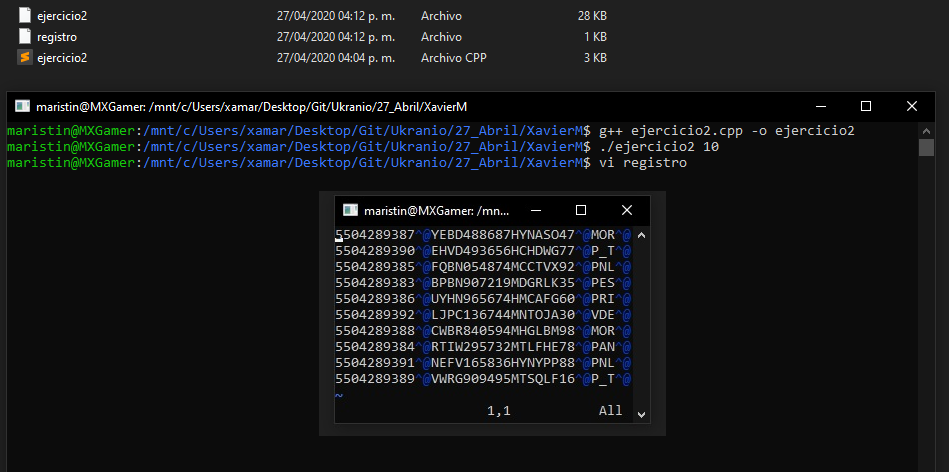 ejercicio2 27/04/2020 04:12 p. m. Archivo 28 KB
registro 27/04/2020 04:12 p. m. Archivo 1 KB
ejercicio2 27/04/2020 04:04 p. m. Archivo CPP 3 KB
maristin@MXGamer: /mnt/c/Users/xamar/Desktop/Git/Ukranio/27_Abril/XavierM
maristin@MXGamer:/mnt/c/Users/xamar/Desktop/Git/Ukranio/27_Abril/XavierM$ g++ ejercicio2.cpp -o ejercicio2
maristin@MXGamer:/mnt/c/Users/xamar/Desktop/Git/Ukranio/27_Abril/XavierM$ ./ejercicio2 10
maristin@MXGamer:/mnt/c/Users/xamar/Desktop/Git/Ukranio/27_Abril/XavierM$ vi registro
maristin@MXGamer: /mn...
5504289387^@YEBD488687HYNASO47^@MOR^@
5504289390^@EHVD493656HCHDWG77^@P_T^@
5504289385^@FQBN054874MCCTVX92^@PNL^@
5504289383^@BPBN907219MDGRLK35^@PES^@
5504289386^@UYHN965674HMCAFG60^@PRI^@
5504289392^@LJPC136744MNTOJA30^@VDE^@
5504289388^@CWBR840594MHGLBM98^@MOR^@
5504289384^@RTIW295732MTLFHE78^@PAN^@
5504289391^@NEFV165836HYNYPP88^@PNL^@
5504289389^@VWRG909495MTSQLF16^@P_T^@
~
1,1 All